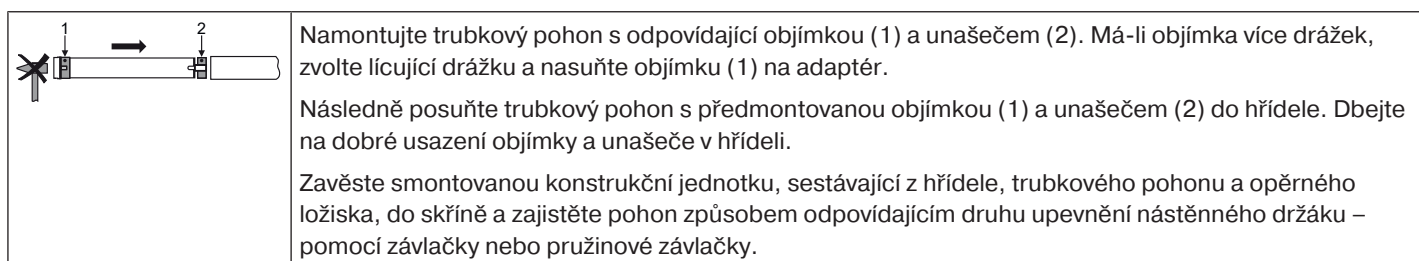 1 2
Namontujte trubkový pohon s odpovídající objímkou (1) a unašečem (2). Má-li objímka více drážek,
zvolte lícující drážku a nasuňte objímku (1) na adaptér.
Následně posuňte trubkový pohon s předmontovanou objímkou (1) a unašečem (2) do hřídele. Dbejte
na dobré usazení objímky a unašeče v hřídeli.
Zavěste smontovanou konstrukční jednotku, sestávající z hřídele, trubkového pohonu a opěrného
ložiska, do skříně a zajistěte pohon způsobem odpovídajícím druhu upevnění nástěnného držáku –
pomocí závlačky nebo pružinové závlačky.